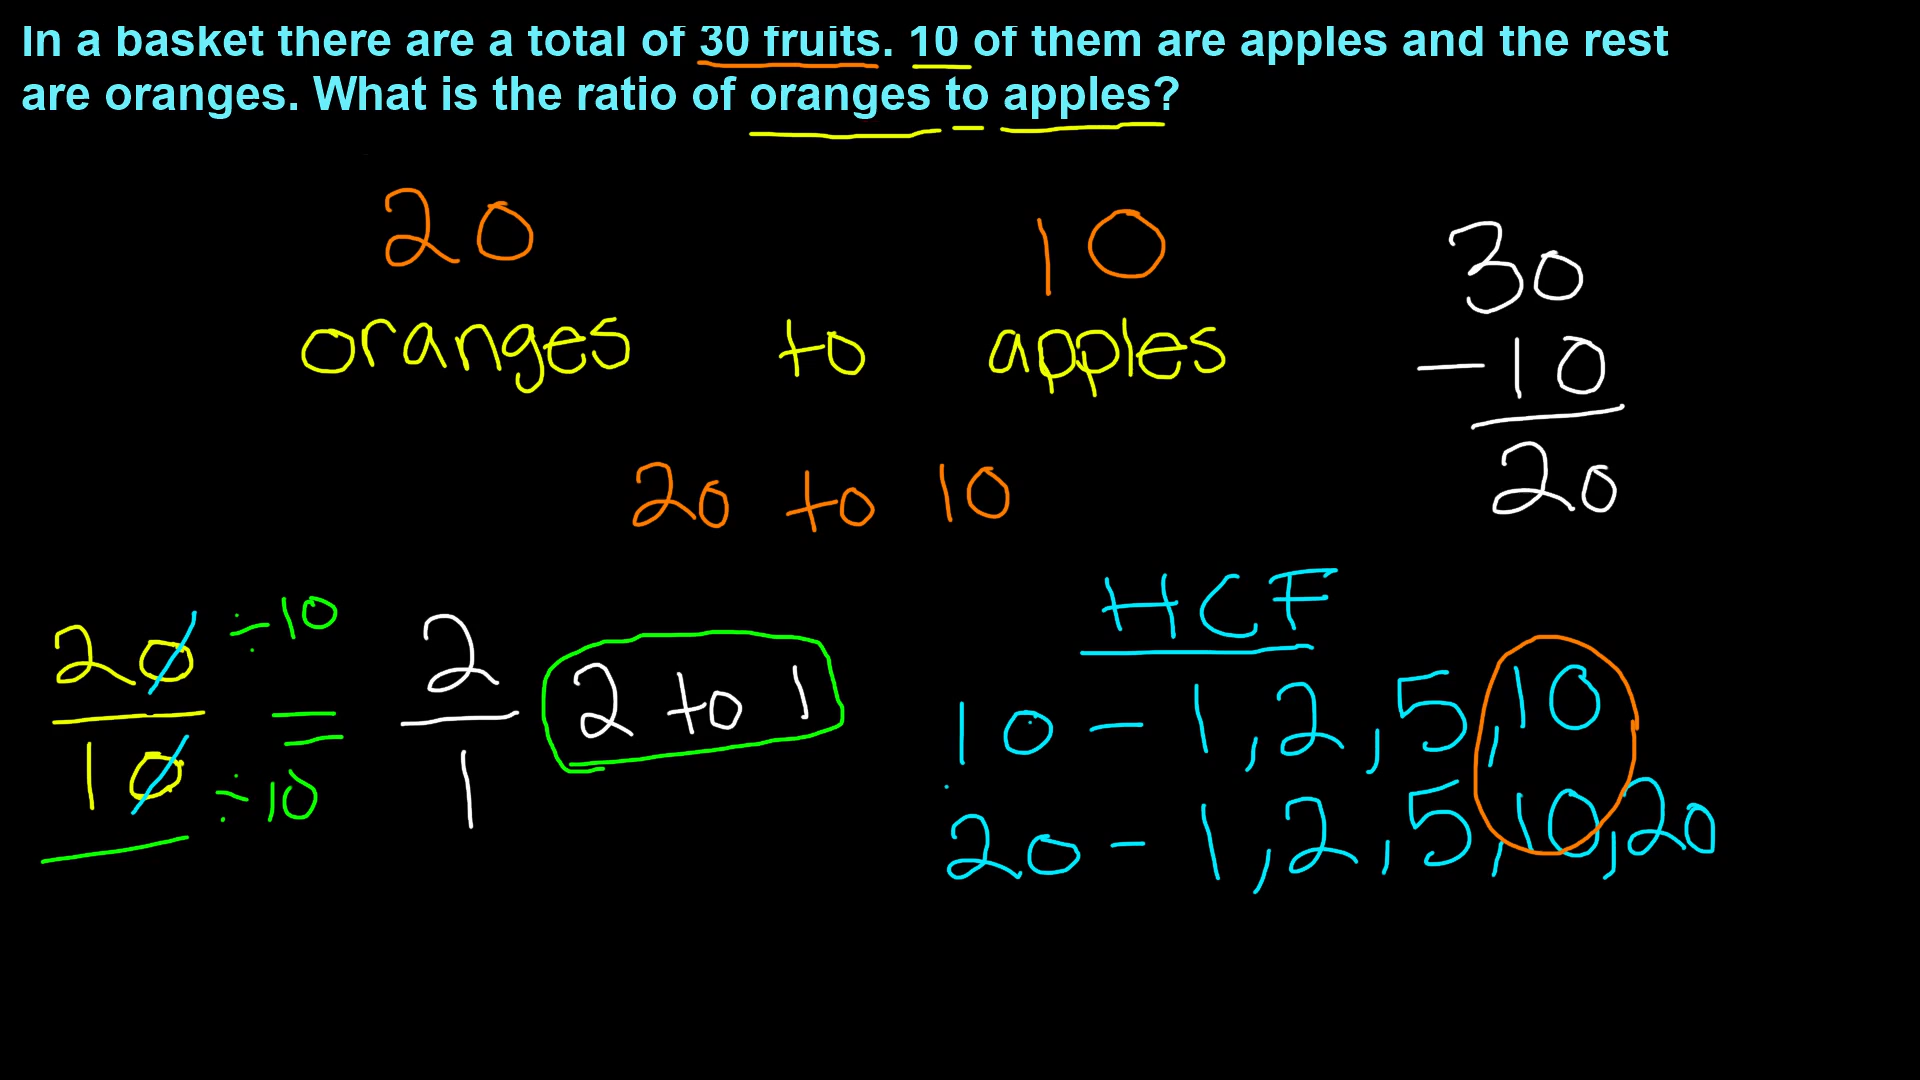 In a basket there are a total of 30 fruits. 10 of them are apples and the rest
are oranges. What is the ratio of oranges to apples?
20 10
oranges to apples
30
-10
20
20 to 10
20 ÷10
10 ÷10
=
2
1
2 to 1
HCF
10 - 1, 2, 5, 10
20 - 1, 2, 5, 10, 20